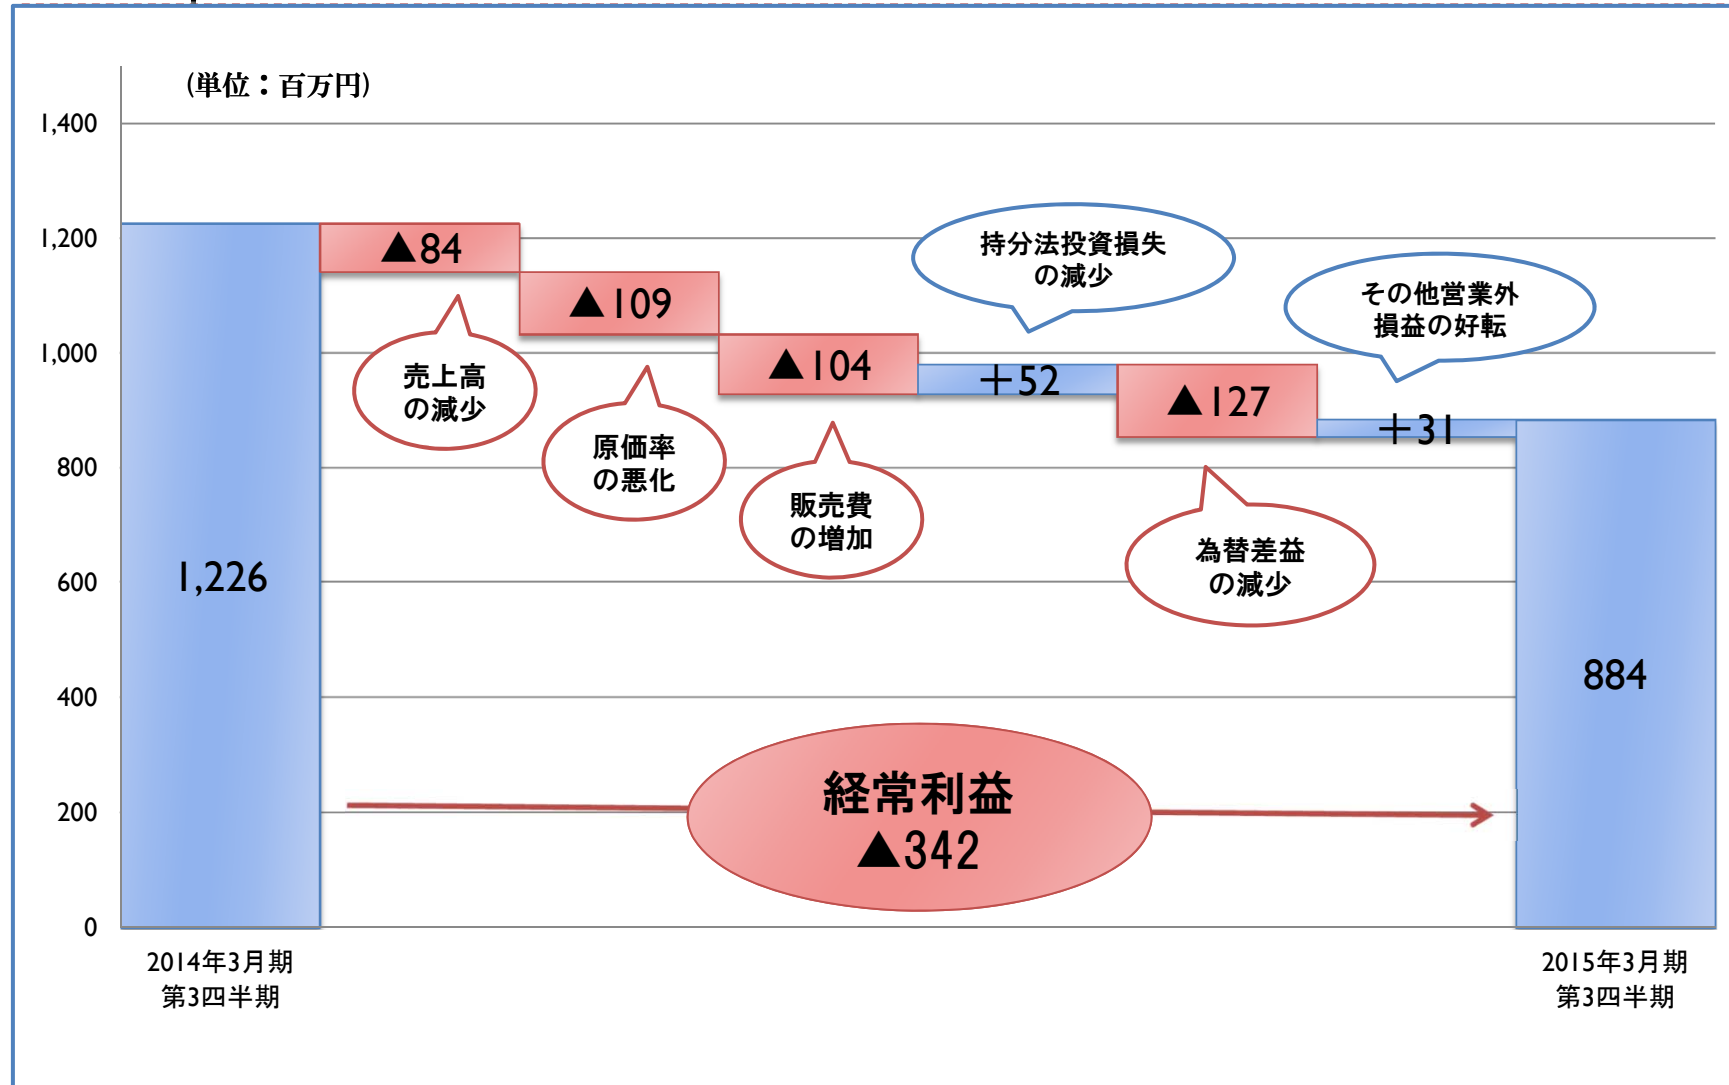 (単位：百万円)
1,400
1,200
1,000
800
600
400
200
0
1,226
▲84
売上高
の減少
▲109
原価率
の悪化
▲104
販売費
の増加
＋52
持分法投資損失
の減少
▲127
為替差益
の減少
＋31
その他営業外
損益の好転
884
経常利益
▲342
2014年3月期
第3四半期
2015年3月期
第3四半期